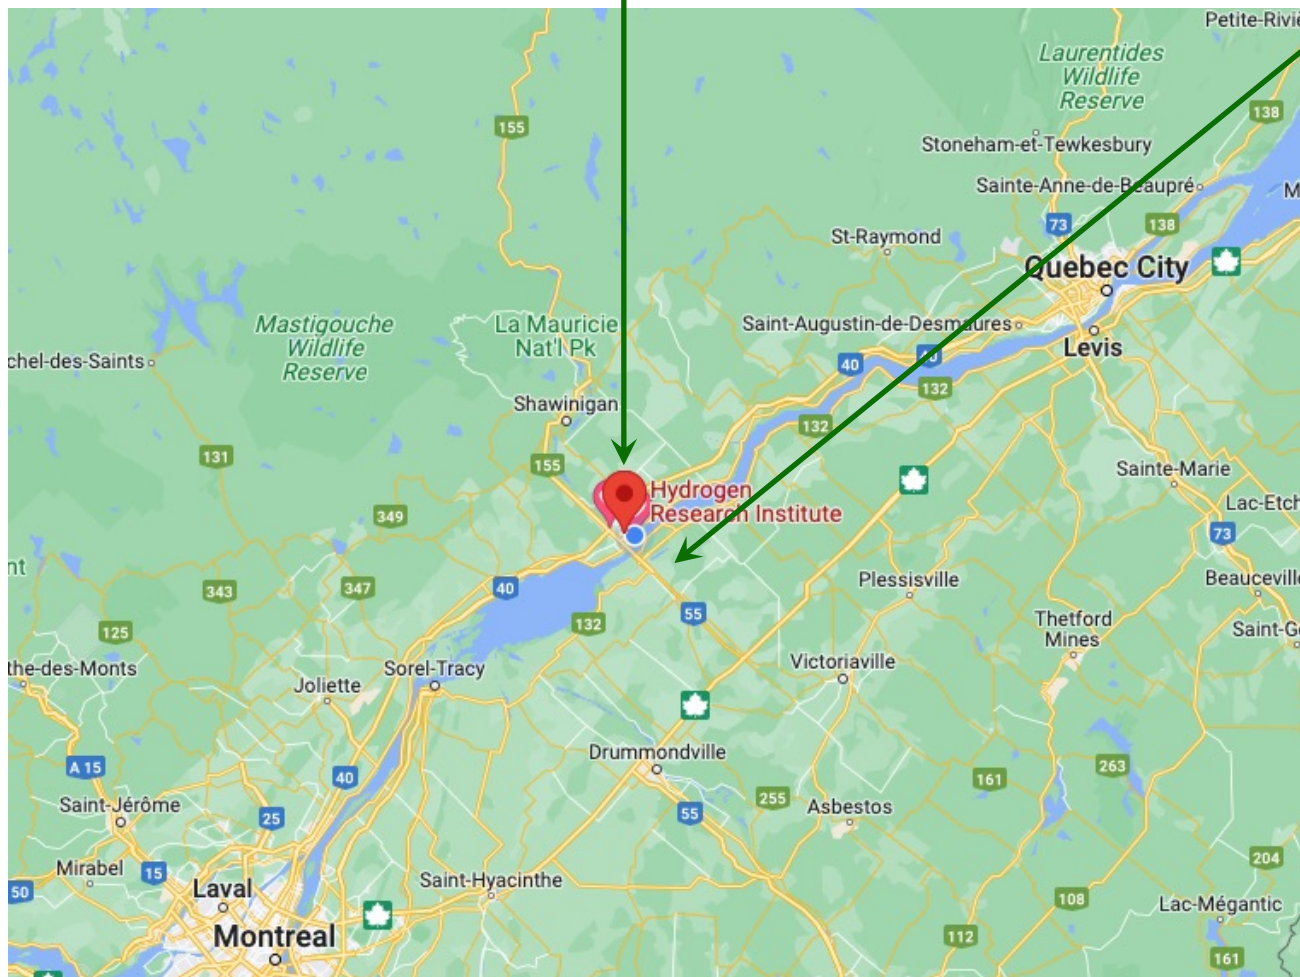 Petite-Riviè
Laurentides
Wildlife
Reserve
138
155
Stoneham-et-Tewkesbury
Sainte-Anne-de-Beaupré
M
73
138
St-Raymond
Quebec City
Mastigouche
Wildlife
Reserve
La Mauricie
Nat'l Pk
Saint-Augustin-de-Desmaures
chel-des-Saints
40
40
Levis
132
Shawinigan
132
131
155
Sainte-Marie
Hydrogen
Research Institute
Lac-Etch
349
73
nt
343
347
40
Plessisville
Beauceville
132
55
125
Thetford
Mines
Saint-G
the-des-Monts
Sorel-Tracy
Victoriaville
Joliette
Drummondville
A 15
40
161
263
255
Saint-Jérôme
25
55
Asbestos
204
Mirabel
15
50
Laval
Saint-Hyacinthe
108
Lac-Mégantic
Montreal
112
161